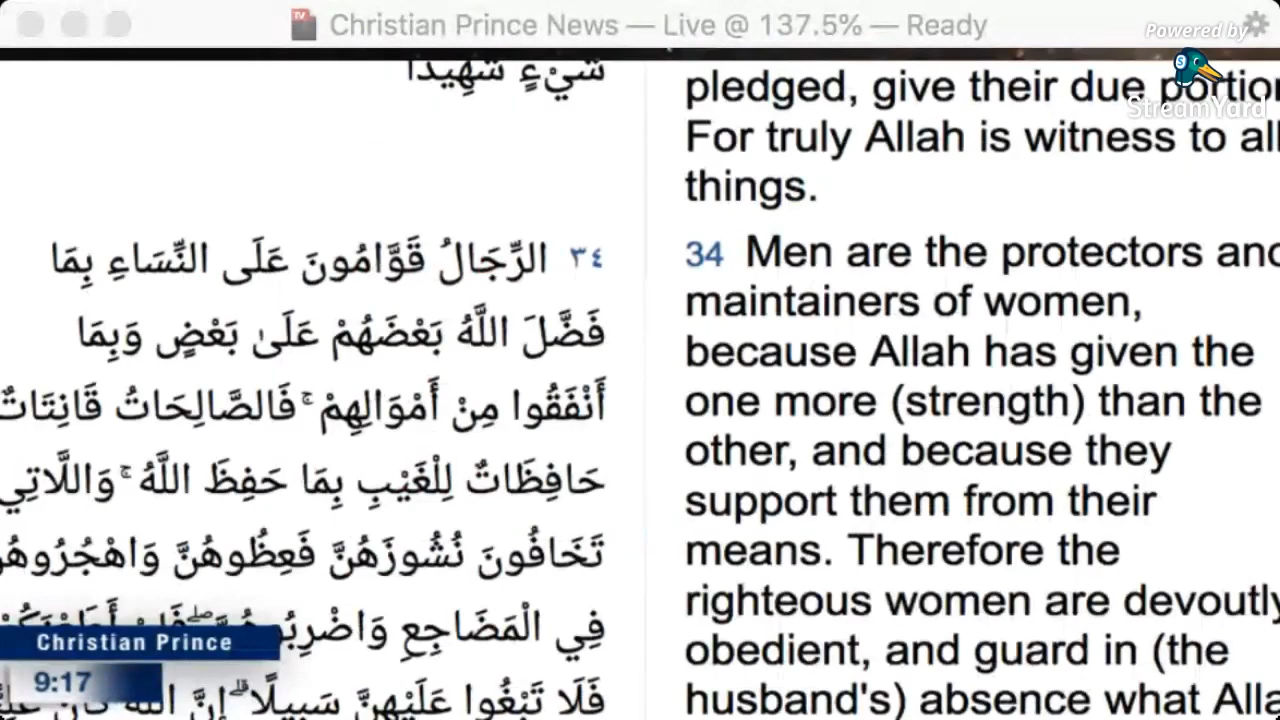 Christian Prince News — Live @ 137.5% — Ready
Powered by
StreamYard
شَيْءٍ شَهِيدًا
٣٤ الرِّجَالُ قَوَّامُونَ عَلَى النِّسَاءِ بِمَا
فَضَّلَ اللَّهُ بَعْضَهُمْ عَلَىٰ بَعْضٍ وَبِمَا
أَنْفَقُوا مِنْ أَمْوَالِهِمْ ۚ فَالصَّالِحَاتُ قَانِتَاتٌ
حَافِظَاتٌ لِلْغَيْبِ بِمَا حَفِظَ اللَّهُ ۚ وَاللَّاتِي
تَخَافُونَ نُشُوزَهُنَّ فَعِظُوهُنَّ وَاهْجُرُوهُ
فِي الْمَضَاجِعِ وَاضْرِبُوهُنَّ ۖ
فَلَا تَبْغُوا عَلَيْهِنَّ سَبِيلًا ۗ إِنَّ اللَّهَ كَانَ
pledged, give their due portion
For truly Allah is witness to all
things.
34 Men are the protectors and
maintainers of women,
because Allah has given the
one more (strength) than the
other, and because they
support them from their
means. Therefore the
righteous women are devoutly
obedient, and guard in (the
husband's) absence what Alla
Christian Prince
9:17